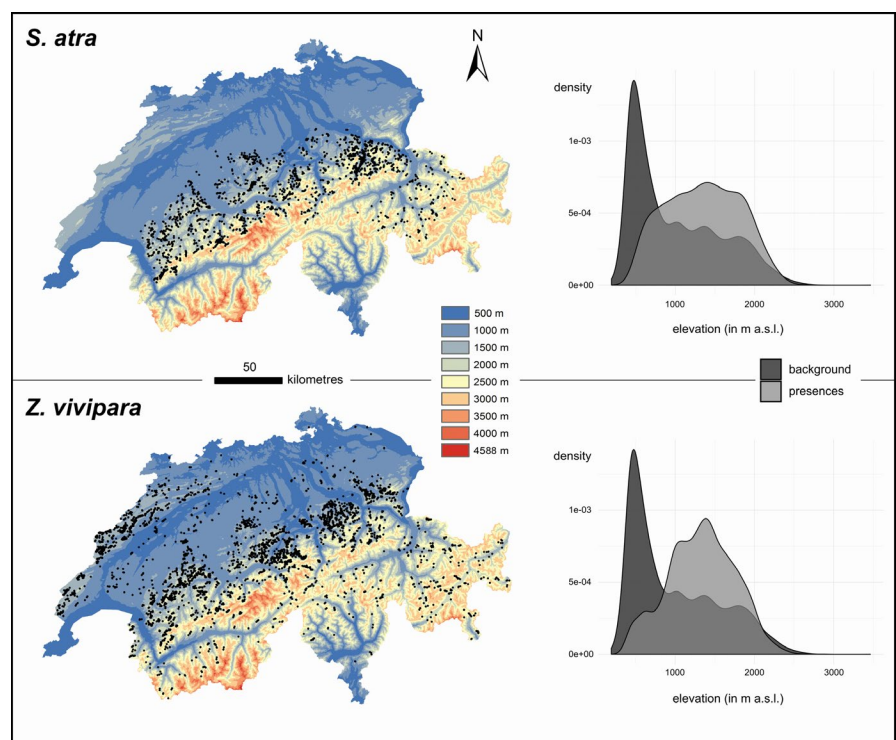 S. atra
N
density
1e-03
5e-04
0e+00
1000 2000 3000
elevation (in m a.s.l.)
500 m
1000 m
1500 m
2000 m
2500 m
3000 m
3500 m
4000 m
4588 m
50
kilometres
background
presences
Z. vivipara
density
1e-03
5e-04
0e+00
1000 2000 3000
elevation (in m a.s.l.)